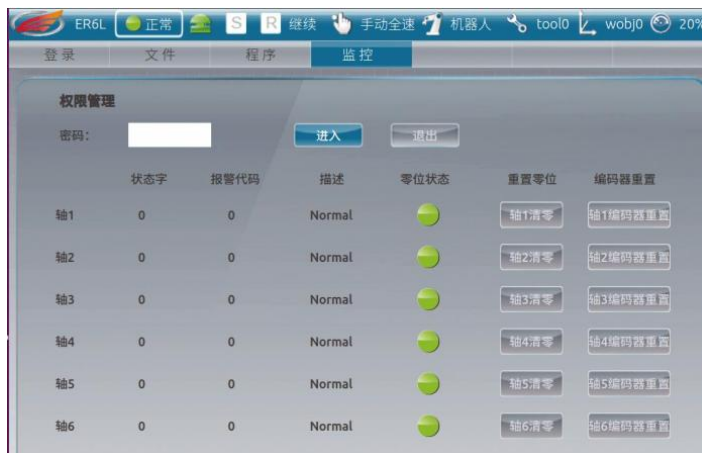 ER6L 正常 S R 继续 手动全速 机器人 tool0 wobj0 20%
登录 文件 程序 监控
权限管理
密码: 进入 退出
状态字 报警代码 描述 零位状态 重置零位 编码器重置
轴1 0 0 Normal 轴1清零 轴1编码器重置
轴2 0 0 Normal 轴2清零 轴2编码器重置
轴3 0 0 Normal 轴3清零 轴3编码器重置
轴4 0 0 Normal 轴4清零 轴4编码器重置
轴5 0 0 Normal 轴5清零 轴5编码器重置
轴6 0 0 Normal 轴6清零 轴6编码器重置